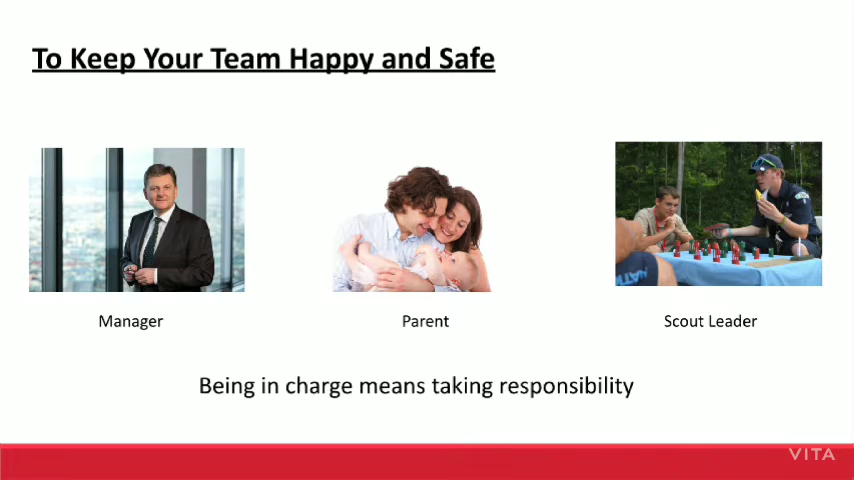 To Keep Your Team Happy and Safe
Manager
Parent
Scout Leader
Being in charge means taking responsibility
VITA